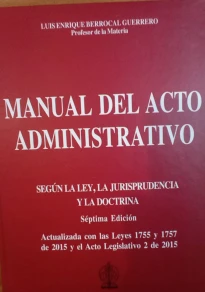 LUIS ENRIQUE BERROCAL GUERRERO
Profesor de la Materia
MANUAL DEL ACTO
ADMINISTRATIVO
SEGÚN LA LEY, LA JURISPRUDENCIA
Y LA DOCTRINA
Séptima Edición
Actualizada con las Leyes 1755 y 1757
de 2015 y el Acto Legislativo 2 de 2015